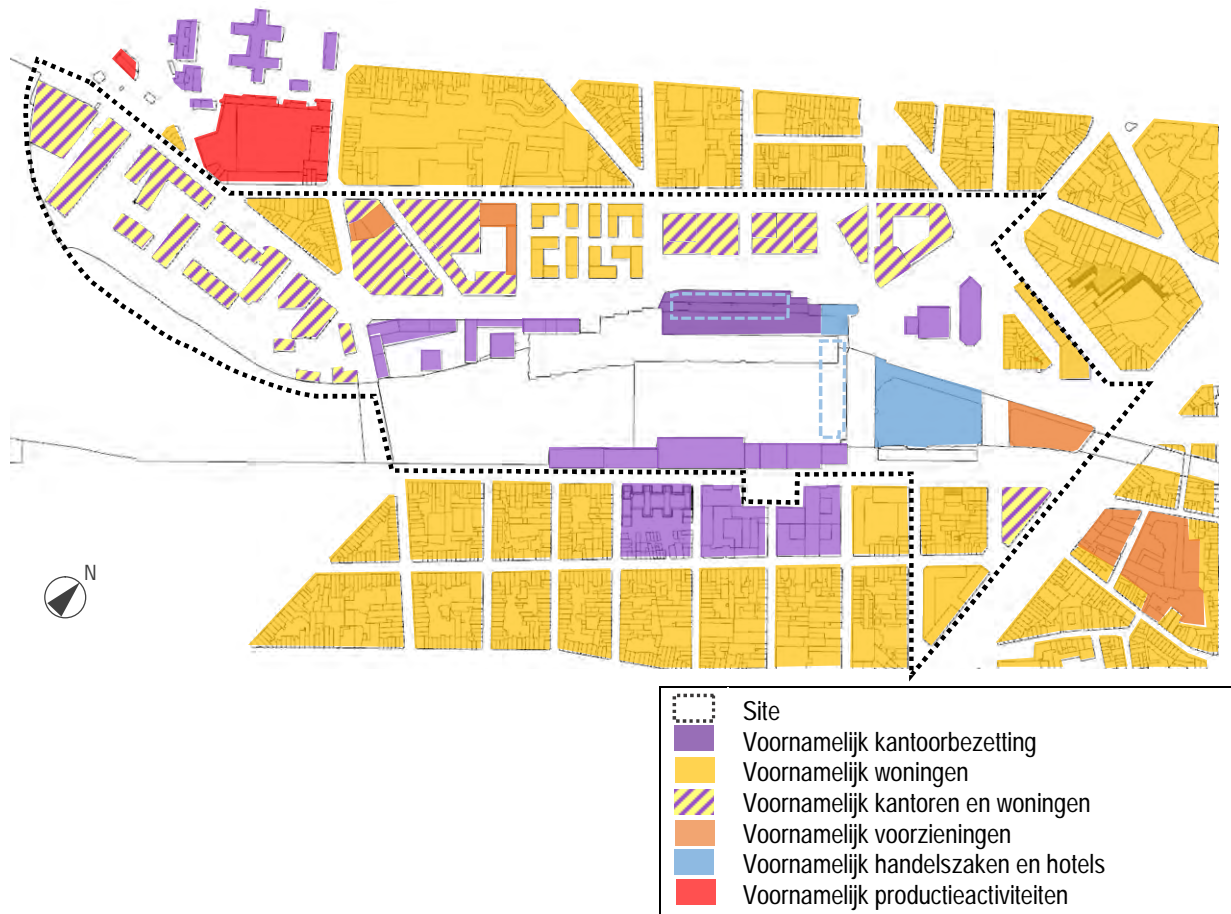 N
Site
Voornamelijk kantoorbezetting
Voornamelijk woningen
Voornamelijk kantoren en woningen
Voornamelijk voorzieningen
Voornamelijk handelszaken en hotels
Voornamelijk productieactiviteiten